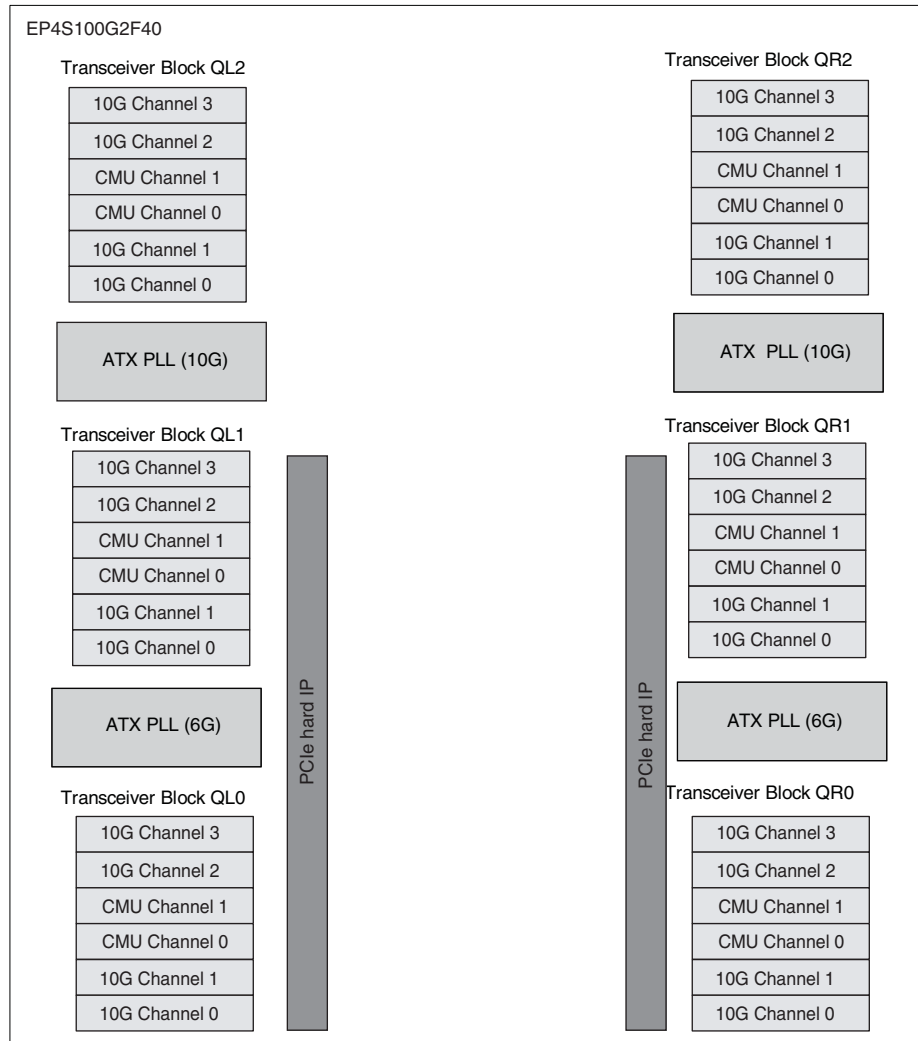 EP4S100G2F40
Transceiver Block QL2
10G Channel 3
10G Channel 2
CMU Channel 1
CMU Channel 0
10G Channel 1
10G Channel 0
ATX PLL (10G)
Transceiver Block QL1
10G Channel 3
10G Channel 2
CMU Channel 1
CMU Channel 0
10G Channel 1
10G Channel 0
ATX PLL (6G)
Transceiver Block QL0
10G Channel 3
10G Channel 2
CMU Channel 1
CMU Channel 0
10G Channel 1
10G Channel 0
PCIe hard IP
PCIe hard IP
Transceiver Block QR2
10G Channel 3
10G Channel 2
CMU Channel 1
CMU Channel 0
10G Channel 1
10G Channel 0
ATX PLL (10G)
Transceiver Block QR1
10G Channel 3
10G Channel 2
CMU Channel 1
CMU Channel 0
10G Channel 1
10G Channel 0
ATX PLL (6G)
Transceiver Block QR0
10G Channel 3
10G Channel 2
CMU Channel 1
CMU Channel 0
10G Channel 1
10G Channel 0